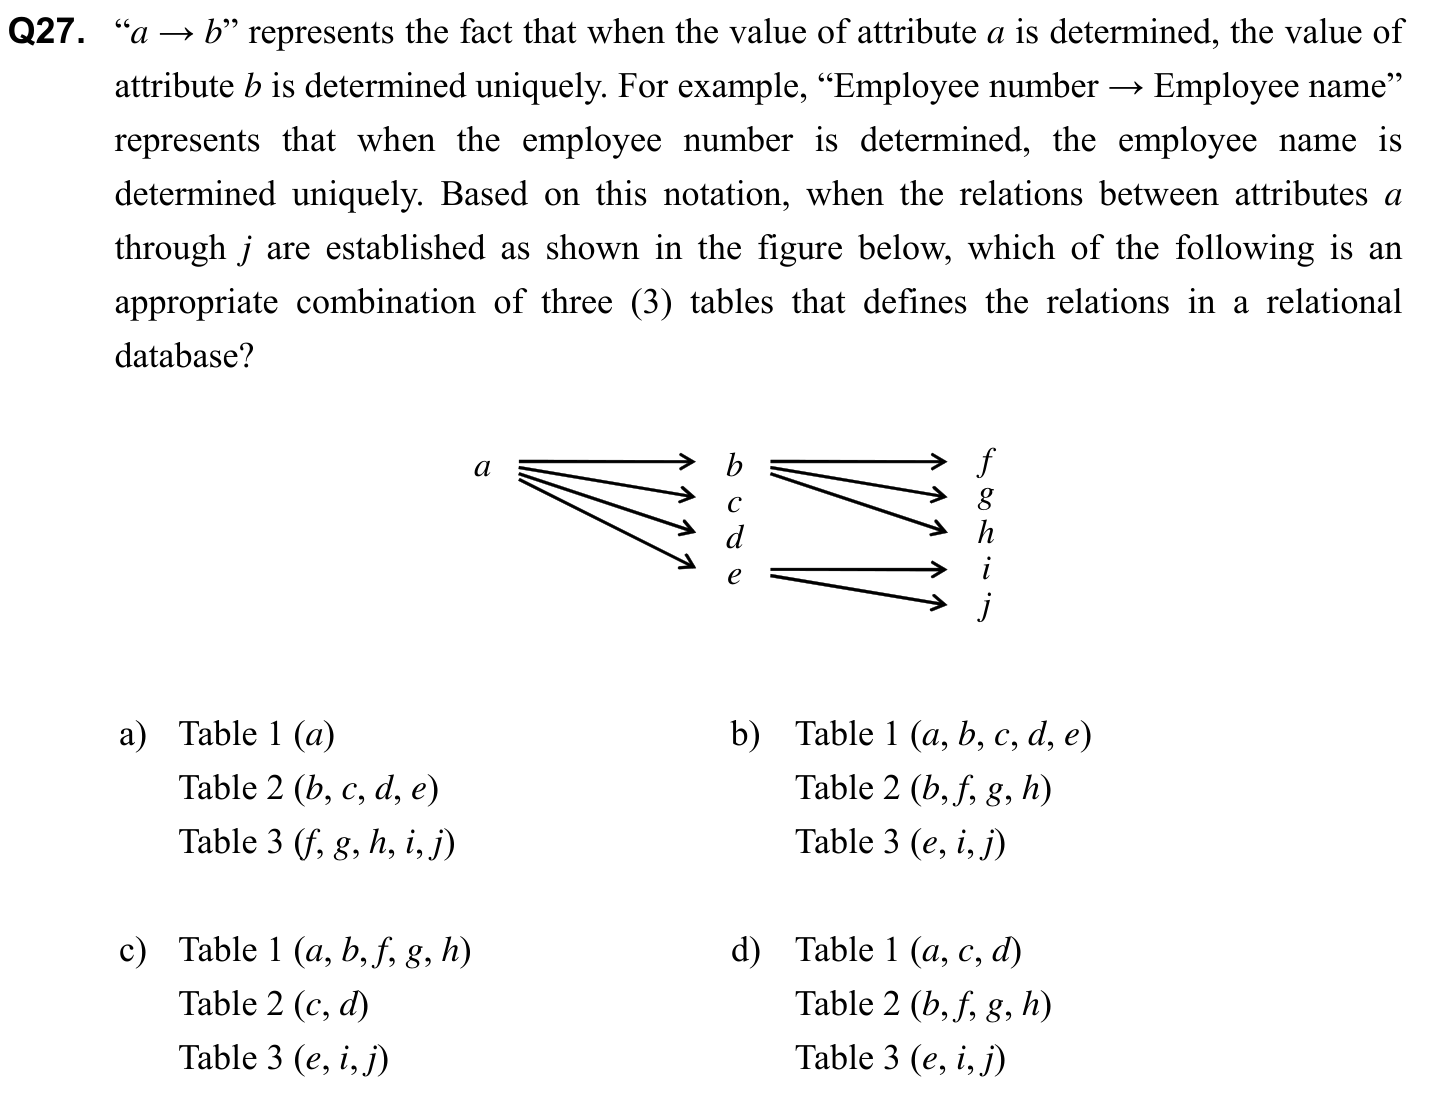 Q27. “a → b” represents the fact that when the value of attribute a is determined, the value of
attribute b is determined uniquely. For example, “Employee number → Employee name”
represents that when the employee number is determined, the employee name is
determined uniquely. Based on this notation, when the relations between attributes a
through j are established as shown in the figure below, which of the following is an
appropriate combination of three (3) tables that defines the relations in a relational
database?
a b f
c g
d h
e i
j
a) Table 1 (a)
Table 2 (b, c, d, e)
Table 3 (f, g, h, i, j)
b) Table 1 (a, b, c, d, e)
Table 2 (b, f, g, h)
Table 3 (e, i, j)
c) Table 1 (a, b, f, g, h)
Table 2 (c, d)
Table 3 (e, i, j)
d) Table 1 (a, c, d)
Table 2 (b, f, g, h)
Table 3 (e, i, j)